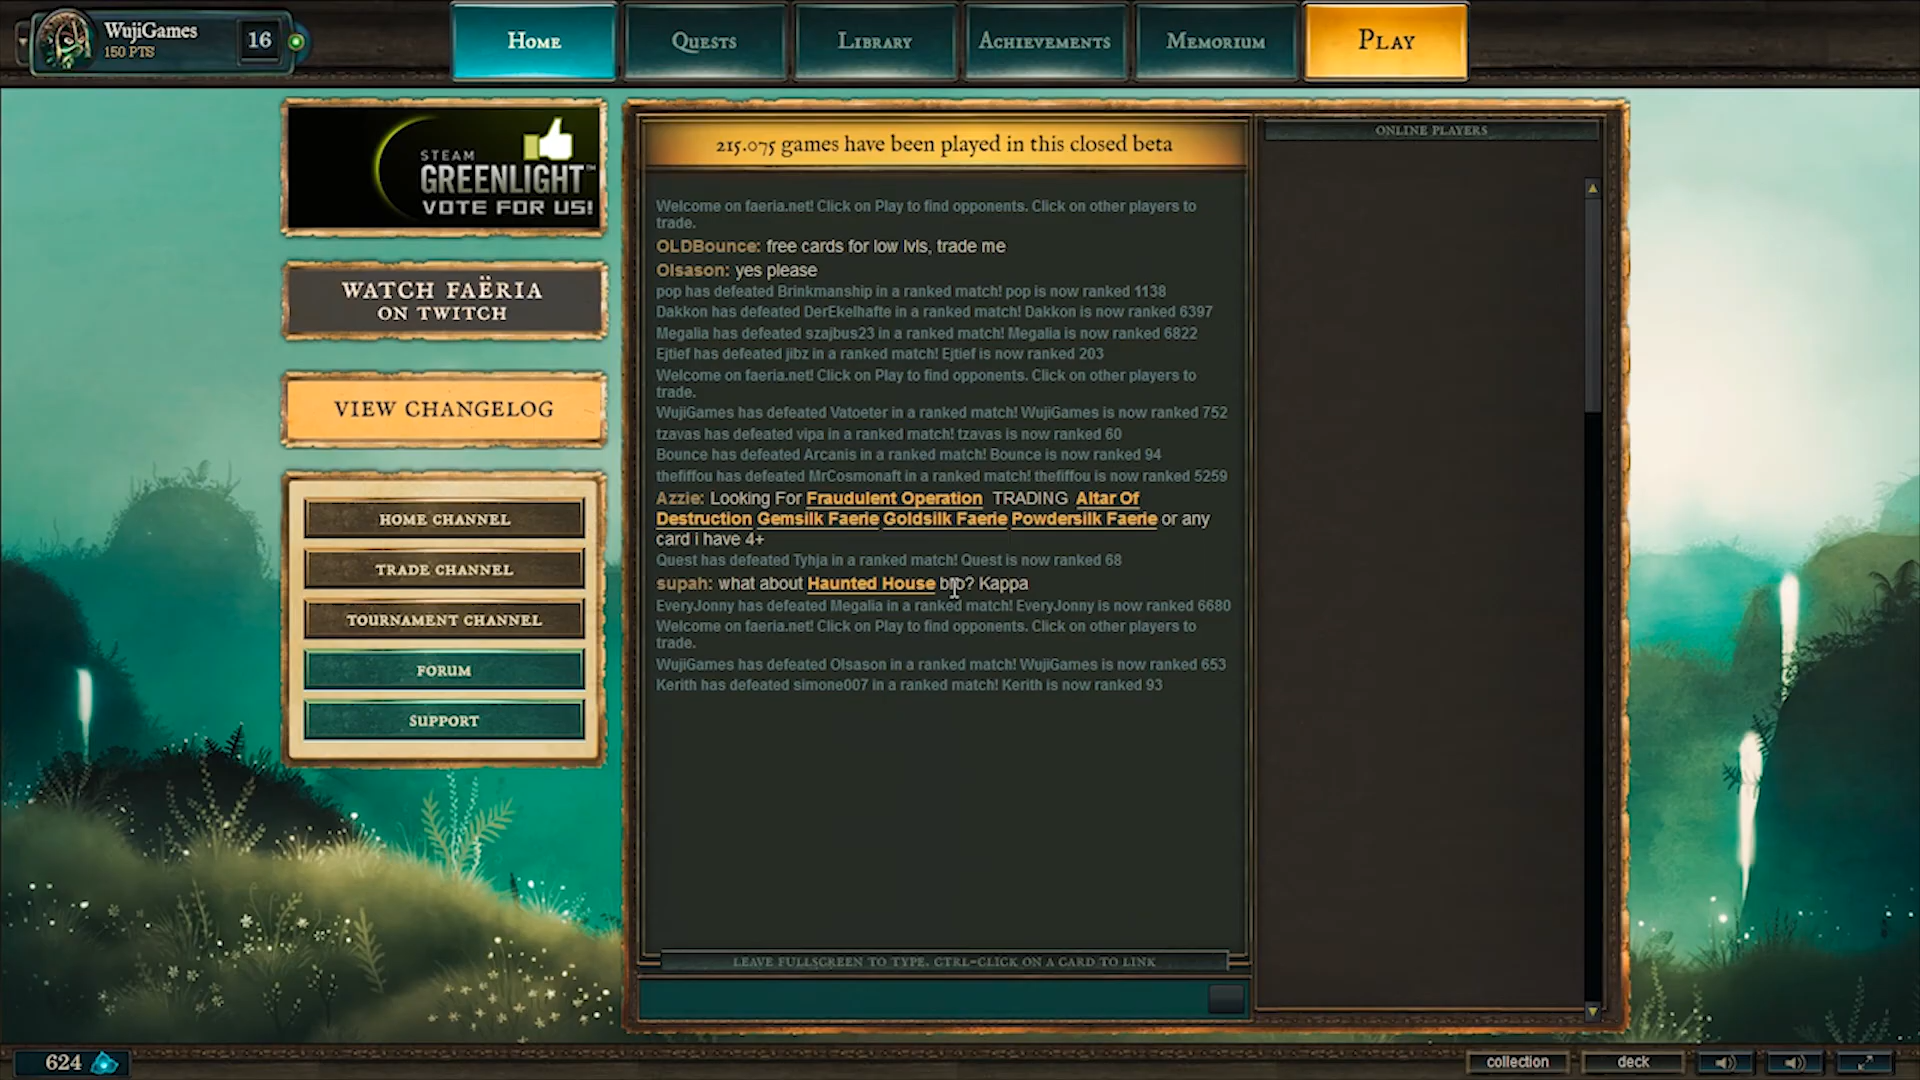 WujiGames
150 PTS
16
Home
Quests
Library
Achievements
Memorium
Play
STEAM
GREENLIGHT™
VOTE FOR US!
WATCH FAËRIA
ON TWITCH
VIEW CHANGELOG
HOME CHANNEL
TRADE CHANNEL
TOURNAMENT CHANNEL
FORUM
SUPPORT
215.075 games have been played in this closed beta
Welcome on faeria.net! Click on Play to find opponents. Click on other players to
trade.
OLDBounce: free cards for low lvls, trade me
Olsason: yes please
pop has defeated Brinkmanship in a ranked match! pop is now ranked 1138
Dakkon has defeated DerEkelhafte in a ranked match! Dakkon is now ranked 6397
Megalia has defeated szajbus23 in a ranked match! Megalia is now ranked 6822
Ejtief has defeated jibz in a ranked match! Ejtief is now ranked 203
Welcome on faeria.net! Click on Play to find opponents. Click on other players to
trade.
WujiGames has defeated Vatoeter in a ranked match! WujiGames is now ranked 752
tzavas has defeated vipa in a ranked match! tzavas is now ranked 60
Bounce has defeated Arcanis in a ranked match! Bounce is now ranked 94
thefiffou has defeated MrCosmonaft in a ranked match! thefiffou is now ranked 5259
Azzie: Looking For Fraudulent Operation TRADING Altar Of
Destruction Gemsilk Faerie Goldsilk Faerie Powdersilk Faerie or any
card i have 4+
Quest has defeated Tyhja in a ranked match! Quest is now ranked 68
supah: what about Haunted House bro? Kappa
EveryJonny has defeated Megalia in a ranked match! EveryJonny is now ranked 6680
Welcome on faeria.net! Click on Play to find opponents. Click on other players to
trade.
WujiGames has defeated Olsason in a ranked match! WujiGames is now ranked 653
Kerith has defeated simone007 in a ranked match! Kerith is now ranked 93
LEAVE FULLSCREEN TO TYPE. CTRL-CLICK ON A CARD TO LINK
ONLINE PLAYERS
624
collection
deck